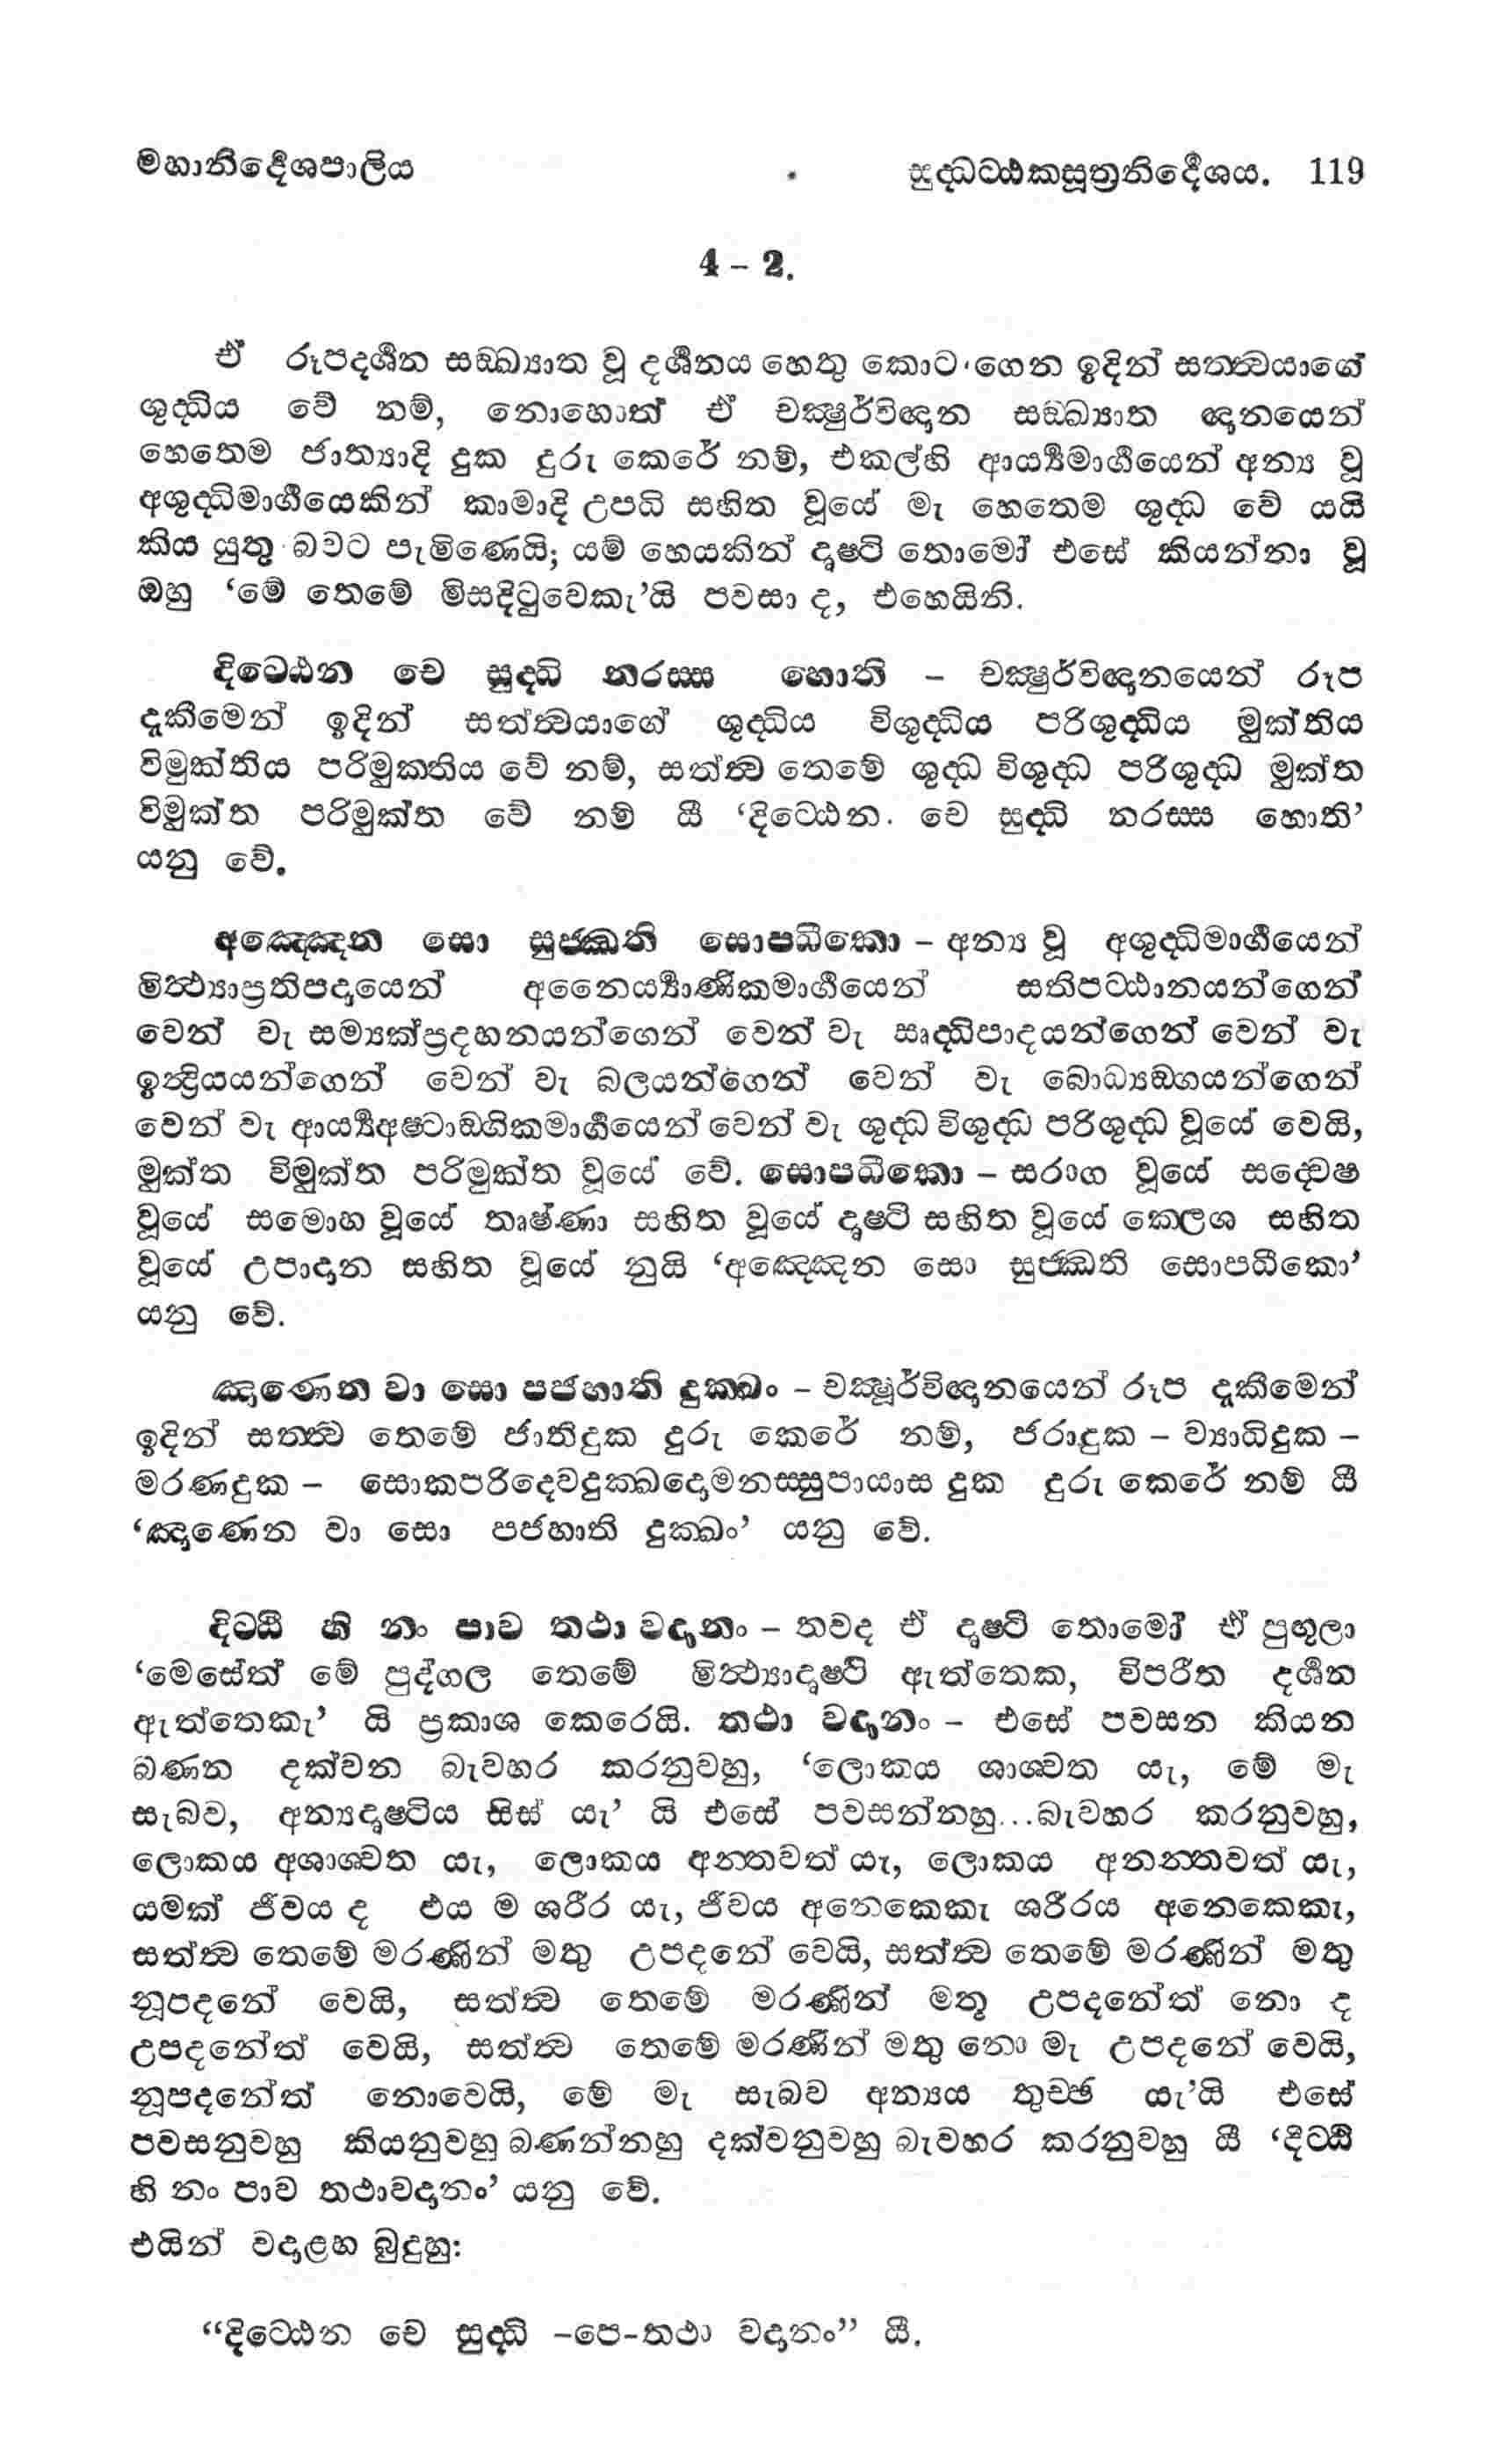 මහානිර්දේශපාලිය සුද්ධට්ඨකසූත්‍රනිර්දේශය. 119
4 – 2.
ඒ රූපදර්ශන සඞ්ඛ්‍යාත වූ දර්ශනය හෙතු කොට ගෙන ඉදින් සත්ත්‍වයාගේ
ශුද්ධිය වේ නම්, නොහොත් ඒ චක්‍ෂුර්විඥාන සඞ්ඛ්‍යාත ඥානයෙන්
හෙතෙම ජාත්‍යාදි දුක දුරු කෙරේ නම්, එකල්හි ආර්‍ය්‍යමාර්ගයෙන් අන්‍ය වූ
අශුද්ධිමාර්ගයෙකින් කාමාදි උපධි සහිත වූයේ මැ හෙතෙම ශුද්ධ වේ යයි
කිය යුතු බවට පැමිණෙයි; යම් හෙයකින් දෘෂ්ටි තොමෝ එසේ කියන්නා වූ
ඔහු ‘මේ තෙමේ මිසදිටුවෙකැ’යි පවසා ද, එහෙයිනි.
දිට්ඨෙන චෙ සුද්ධි නරස්ස හොති – චක්‍ෂුර්විඥානයෙන් රූප
දැකීමෙන් ඉදින් සත්ත්‍වයාගේ ශුද්ධිය විශුද්ධිය පරිශුද්ධිය මුක්තිය
විමුක්තිය පරිමුක්තිය වේ නම්, සත්ත්‍ව තෙමේ ශුද්ධ විශුද්ධ පරිශුද්ධ මුක්ත
විමුක්ත පරිමුක්ත වේ නම් යී ‘දිට්ඨෙන චෙ සුද්ධි නරස්ස හොති’
යනු වේ.
අඤ්ඤෙන සො සුජ්ඣති සොපධීකො – අන්‍ය වූ අශුද්ධිමාර්ගයෙන්
මිත්‍ථ්‍යාප්‍රතිපදායෙන් අනෛර්‍ය්‍යාණිකමාර්ගයෙන් සතිපට්ඨානයන්ගෙන්
වෙන් වැ සම්‍යක්ප්‍රදහනයන්ගෙන් වෙන් වැ ඍද්ධිපාදයන්ගෙන් වෙන් වැ
ඉන්‍ද්‍රියයන්ගෙන් වෙන් වැ බලයන්ගෙන් වෙන් වැ බොධ්‍යඞ්ගයන්ගෙන්
වෙන් වැ ආර්‍ය්‍යඅෂ්ටාඞ්ගිකමාර්ගයෙන් වෙන් වැ ශුද්ධ විශුද්ධ පරිශුද්ධ වූයේ වෙයි,
මුක්ත විමුක්ත පරිමුක්ත වූයේ වේ. සොපධීකො – සරාග වූයේ සද්වෙෂ
වූයේ සමොහ වූයේ තෘෂ්ණා සහිත වූයේ දෘෂ්ටි සහිත වූයේ ක්ලෙශ සහිත
වූයේ උපාදාන සහිත වූයේ නුයි ‘අඤ්ඤෙන සො සුජ්ඣති සොපධීකො’
යනු වේ.
ඤාණෙන වා සො පජහාති දුක්ඛං – චක්‍ෂූර්විඥානයෙන් රූප දැකීමෙන්
ඉදින් සත්ත්‍ව තෙමේ ජාතිදුක දුරු කෙරේ නම්, ජරාදුක – ව්‍යාධිදුක –
මරණදුක – සොකපරිදෙවදුක්ඛදොමනස්සුපායාස දුක දුරු කෙරේ නම් යී
‘ඤාණෙන වා සො පජහාති දුක්ඛං’ යනු වේ.
දිට්ඨී හි නං පාව තථා වදානං – තවද ඒ දෘෂ්ටි තොමෝ ඒ පුඟුලා
‘මෙසේත් මේ පුද්ගල තෙමේ මිත්‍ථ්‍යාදෘෂ්ටි ඇත්තෙක, විපරීත දර්ශන
ඇත්තෙකැ’ යි ප්‍රකාශ කෙරෙයි. තථා වදානං – එසේ පවසන කියන
බණන දක්වන බැවහර කරනුවහු, ‘ලොකය ශාශ්වත යැ, මේ මැ
සැබව, අන්‍යදෘෂ්ටිය සිස් යැ’ යි එසේ පවසන්නහු...බැවහර කරනුවහු,
ලොකය අශාශ්වත යැ, ලොකය අන්තවත් යැ, ලොකය අනන්තවත් යැ,
යමක් ජීවය ද එය ම ශරීර යැ, ජීවය අනෙකෙකැ ශරීරය අනෙකෙකැ,
සත්ත්‍ව තෙමේ මරණින් මතු උපදනේ වෙයි, සත්ත්‍ව තෙමේ මරණින් මතු
නූපදනේ වෙයි, සත්ත්‍ව තෙමේ මරණින් මතූ උපදනේත් නො ද
උපදනේත් වෙයි, සත්ත්‍ව තෙමේ මරණින් මතු නො මැ උපදනේ වෙයි,
නූපදනේත් නොවෙයි, මේ මැ සැබව අන්‍යය තුච්ඡ යැ’යි එසේ
පවසනුවහු කියනුවහු බණන්නහු දක්වනුවහු බැවහර කරනුවහු යී ‘දිට්ඨී
හි නං පාව තථාවදානං’ යනු වේ.
එයින් වදාළහ බුදුහු:
“දිට්ඨෙන චෙ සුද්ධි –පෙ–තථා වදානං” යී.